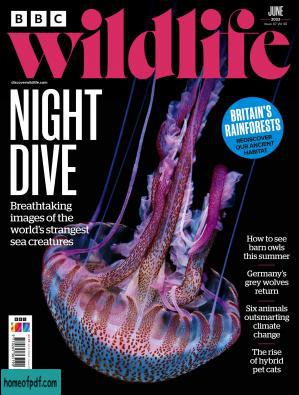 BBC
wildlife
JUNE
2023
discoverwildlife.com
NIGHT
DIVE
Breathtaking
images of the
world's strangest
sea creatures
BRITAIN'S
RAINFORESTS
REDISCOVER
OUR ANCIENT
HABITAT
How to see
barn owls
this summer
Germany's
grey wolves
return
Six animals
outsmarting
climate
change
The rise
of hybrid
pet cats
BBC
homeofpdf.com